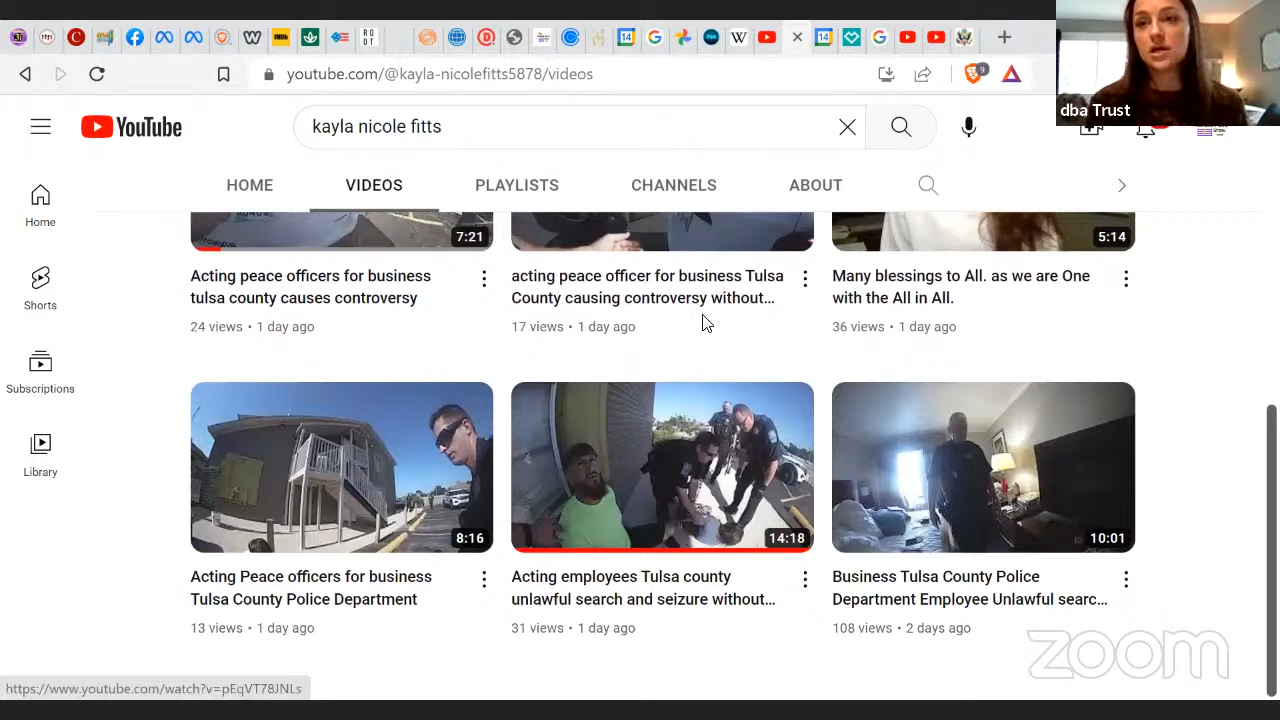 youtube.com/@kayla-nicolefitts5878/videos
9
dba Trust
YouTube
kayla nicole fitts
HOME
VIDEOS
PLAYLISTS
CHANNELS
ABOUT
Home
Shorts
Subscriptions
Library
7:21
5:14
Acting peace officers for business
tulsa county causes controversy
24 views • 1 day ago
acting peace officer for business Tulsa
County causing controversy without...
17 views • 1 day ago
Many blessings to All. as we are One
with the All in All.
36 views • 1 day ago
8:16
14:18
10:01
Acting Peace officers for business
Tulsa County Police Department
13 views • 1 day ago
Acting employees Tulsa county
unlawful search and seizure without...
31 views • 1 day ago
Business Tulsa County Police
Department Employee Unlawful searc...
108 views • 2 days ago
zoom
https://www.youtube.com/watch?v=pEqVT78JNLs